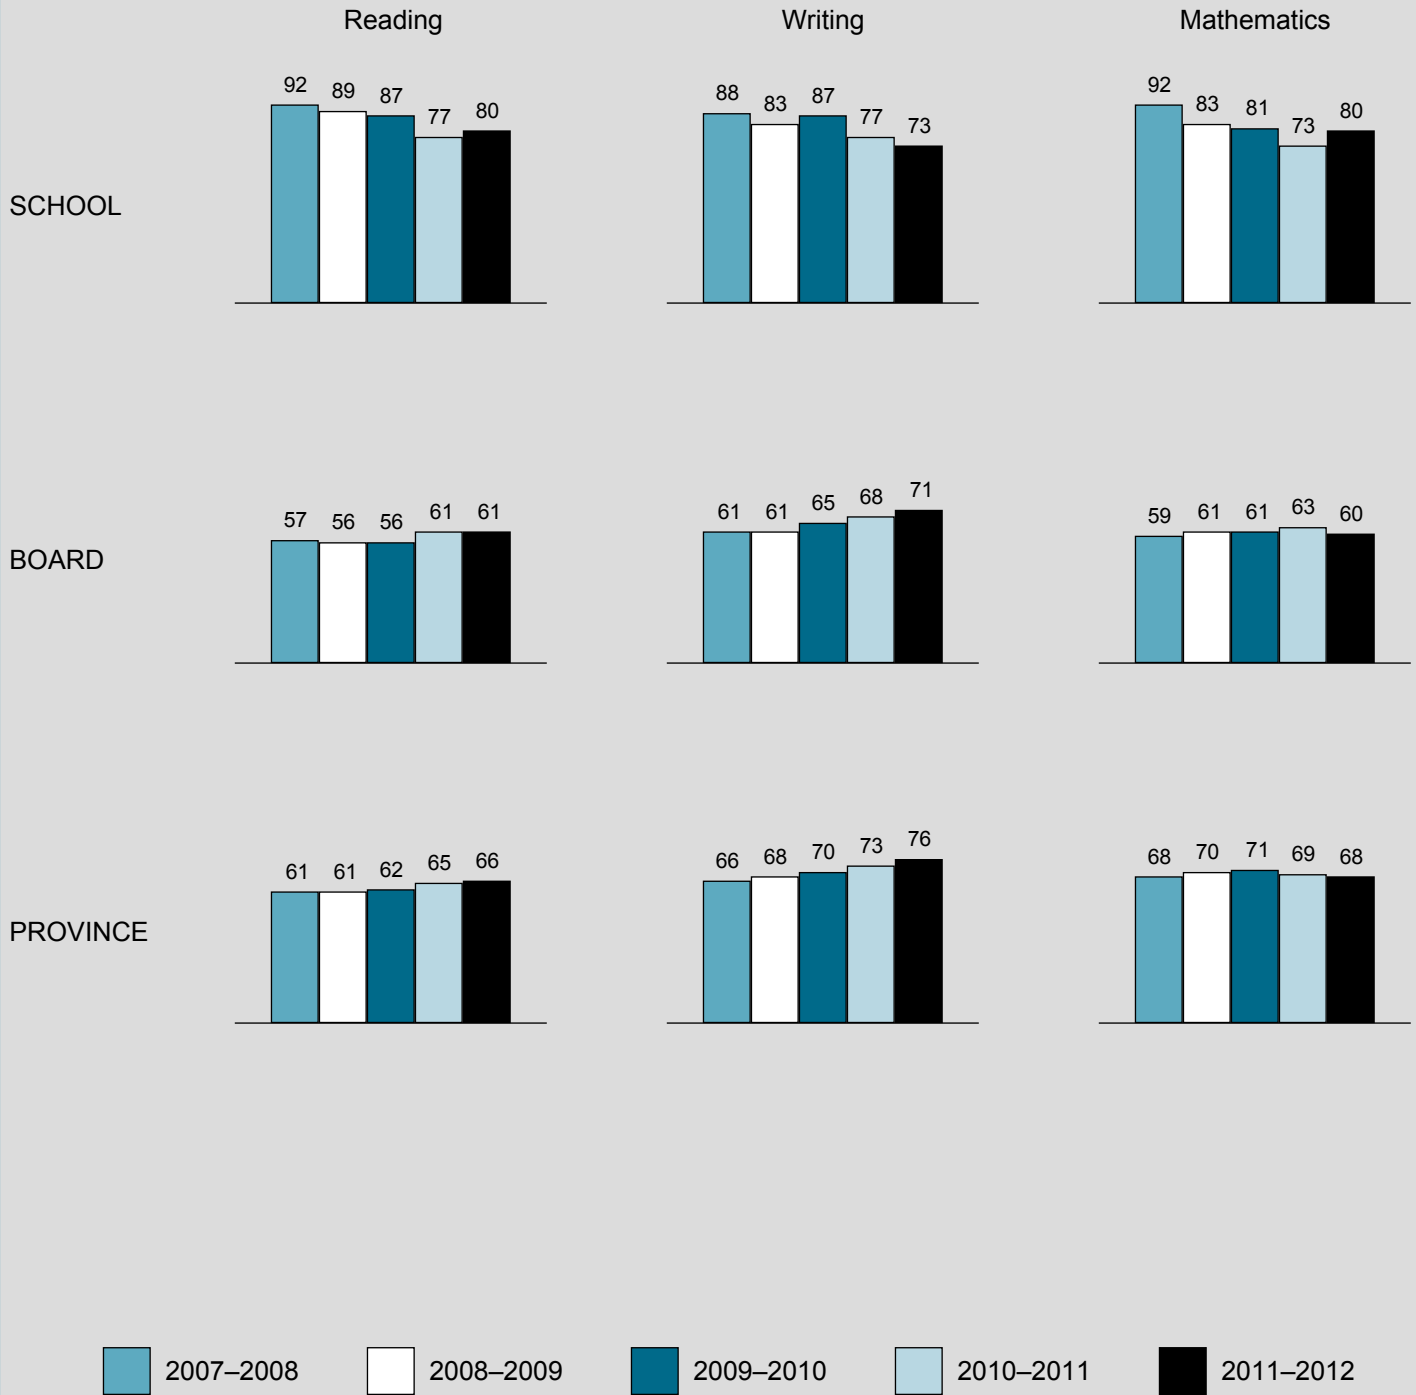 Reading Writing Mathematics
92 89 87 77 80
88 83 87 77 73
92 83 81 73 80
SCHOOL
57 56 56 61 61
61 61 65 68 71
59 61 61 63 60
BOARD
61 61 62 65 66
66 68 70 73 76
68 70 71 69 68
PROVINCE
2007–2008 2008–2009 2009–2010 2010–2011 2011–2012